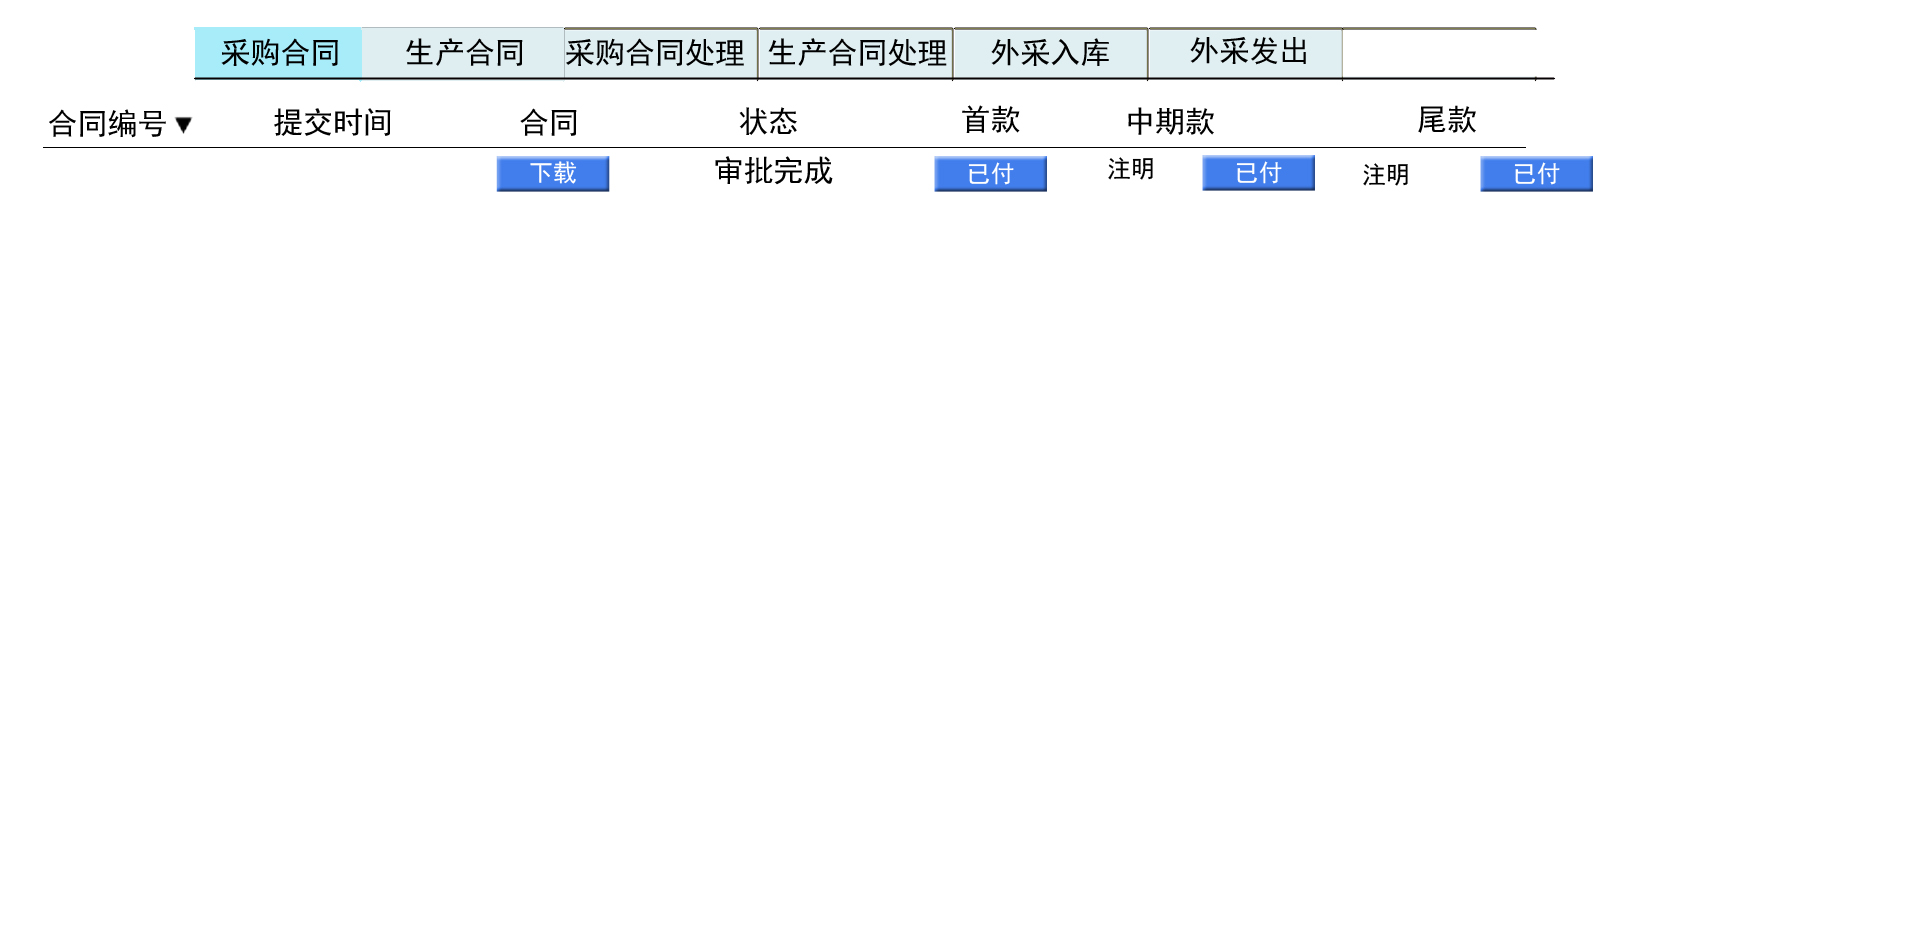 采购合同 生产合同 采购合同处理 生产合同处理 外采入库 外采发出
合同编号▼ 提交时间 合同 状态 首款 中期款 尾款
下载 审批完成 已付 注明 已付 注明 已付